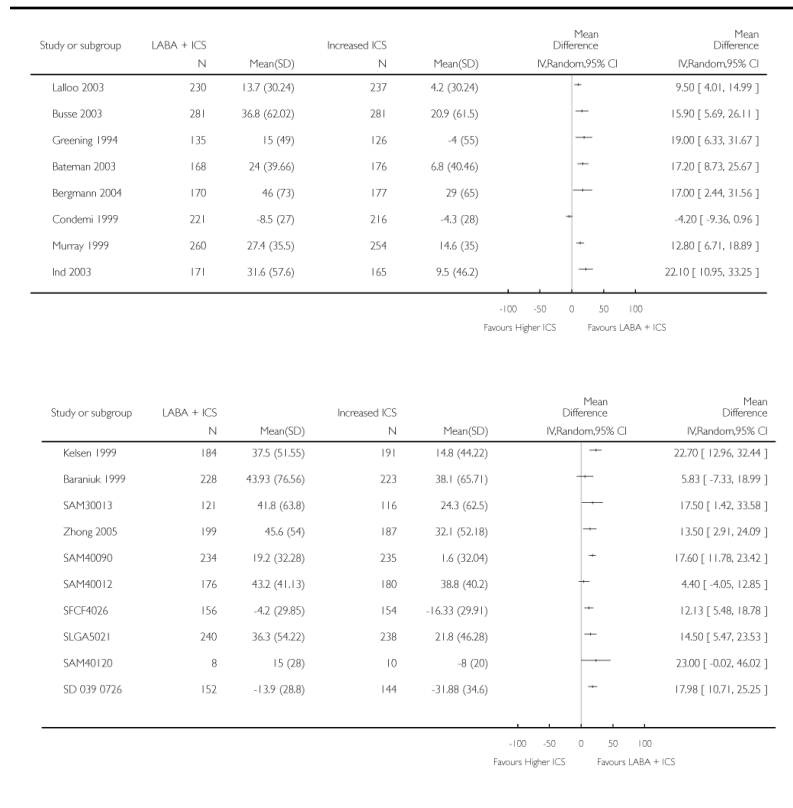 Study or subgroup LABA + ICS Increased ICS Mean Difference Mean Difference
N Mean(SD) N Mean(SD) IV,Random,95% CI IV,Random,95% CI
Lalloo 2003 230 13.7 (30.24) 237 4.2 (30.24) 9.50 [ 4.01, 14.99 ]
Busse 2003 281 36.8 (62.02) 281 20.9 (61.5) 15.90 [ 5.69, 26.11 ]
Greening 1994 135 15 (49) 126 -4 (55) 19.00 [ 6.33, 31.67 ]
Bateman 2003 168 24 (39.66) 176 6.8 (40.46) 17.20 [ 8.73, 25.67 ]
Bergmann 2004 170 46 (73) 177 29 (65) 17.00 [ 2.44, 31.56 ]
Condemi 1999 221 -8.5 (27) 216 -4.3 (28) -4.20 [ -9.36, 0.96 ]
Murray 1999 260 27.4 (35.5) 254 14.6 (35) 12.80 [ 6.71, 18.89 ]
Ind 2003 171 31.6 (57.6) 165 9.5 (46.2) 22.10 [ 10.95, 33.25 ]
-100 -50 0 50 100
Favours Higher ICS Favours LABA + ICS
Study or subgroup LABA + ICS Increased ICS Mean Difference Mean Difference
N Mean(SD) N Mean(SD) IV,Random,95% CI IV,Random,95% CI
Kelsen 1999 184 37.5 (51.55) 191 14.8 (44.22) 22.70 [ 12.96, 32.44 ]
Baraniuk 1999 228 43.93 (76.56) 223 38.1 (65.71) 5.83 [ -7.33, 18.99 ]
SAM30013 121 41.8 (63.8) 116 24.3 (62.5) 17.50 [ 1.42, 33.58 ]
Zhong 2005 199 45.6 (54) 187 32.1 (52.18) 13.50 [ 2.91, 24.09 ]
SAM40090 234 19.2 (32.28) 235 1.6 (32.04) 17.60 [ 11.78, 23.42 ]
SAM40012 176 43.2 (41.13) 180 38.8 (40.2) 4.40 [ -4.05, 12.85 ]
SFCF4026 156 -4.2 (29.85) 154 -16.33 (29.91) 12.13 [ 5.48, 18.78 ]
SLGA5021 240 36.3 (54.22) 238 21.8 (46.28) 14.50 [ 5.47, 23.53 ]
SAM40120 8 15 (28) 10 -8 (20) 23.00 [ -0.02, 46.02 ]
SD 039 0726 152 -13.9 (28.8) 144 -31.88 (34.6) 17.98 [ 10.71, 25.25 ]
-100 -50 0 50 100
Favours Higher ICS Favours LABA + ICS